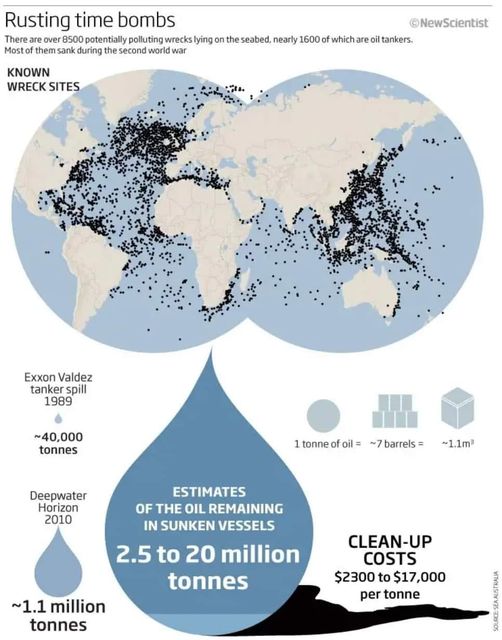 Rusting time bombs
©NewScientist
There are over 8500 potentially polluting wrecks lying on the seabed, nearly 1600 of which are oil tankers.
Most of them sank during the second world war
KNOWN
WRECK SITES
Exxon Valdez
tanker spill
1989
~40,000
tonnes
1 tonne of oil = ~7 barrels = ~1.1m³
Deepwater
Horizon
2010
~1.1 million
tonnes
ESTIMATES
OF THE OIL REMAINING
IN SUNKEN VESSELS
2.5 to 20 million
tonnes
CLEAN-UP
COSTS
$2300 to $17,000
per tonne
SOURCE: SEA AUSTRALIA